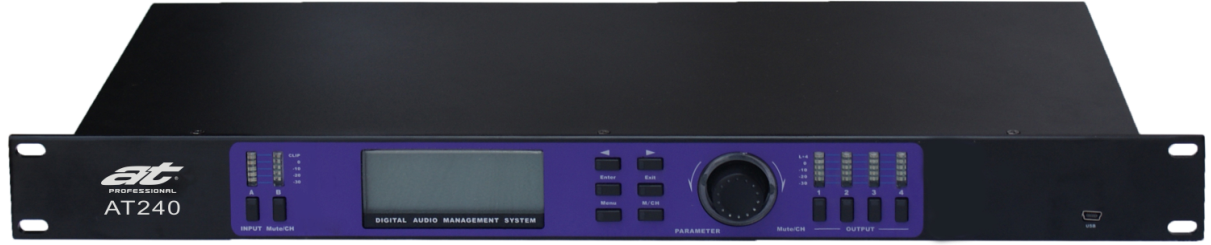 at
PROFESSIONAL
AT240
CLIP
0
-10
-20
-30
A B
INPUT Mute/CH
DIGITAL AUDIO MANAGEMENT SYSTEM
Enter Exit
Menu M/CH
PARAMETER
-10
-20
-30
1 2 3 4
Mute/CH OUTPUT
USB